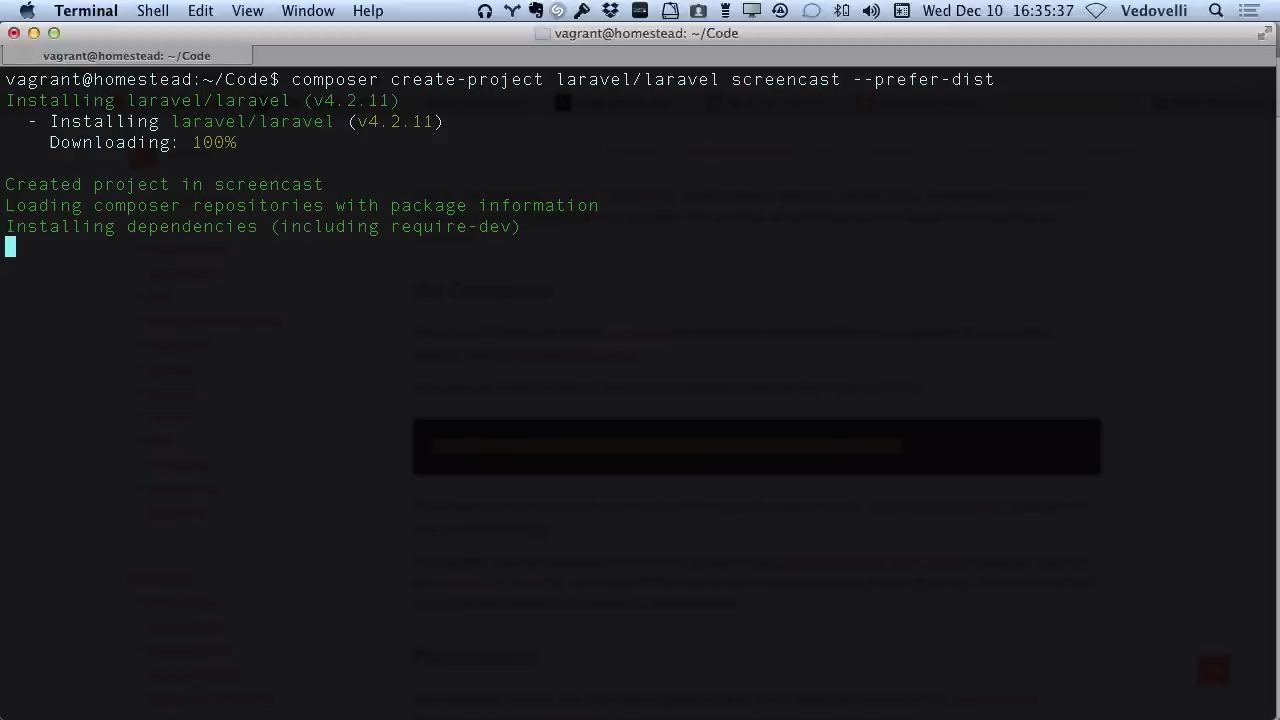 Terminal Shell Edit View Window Help Wed Dec 10 16:35:37 Vedovelli
vagrant@homestead: ~/Code
vagrant@homestead: ~/Code
vagrant@homestead:~/Code$ composer create-project laravel/laravel screencast --prefer-dist
Installing laravel/laravel (v4.2.11)
- Installing laravel/laravel (v4.2.11)
Downloading: 100%
Created project in screencast
Loading composer repositories with package information
Installing dependencies (including require-dev)
Via Composer